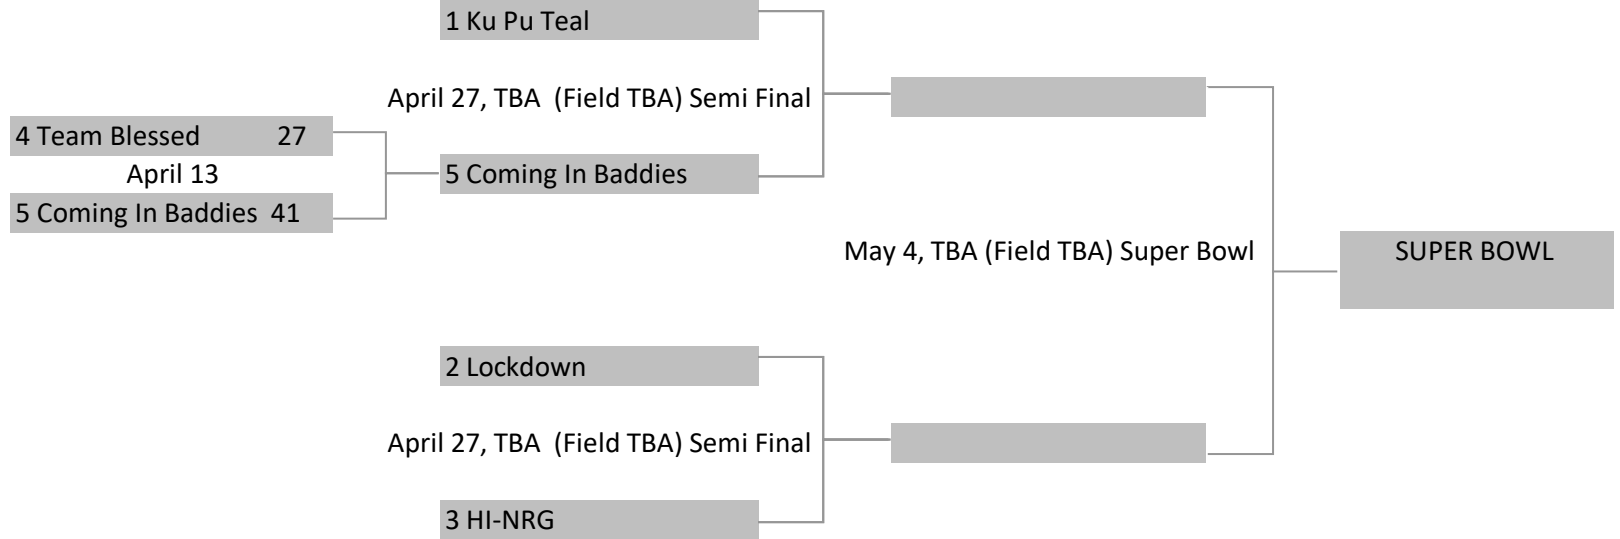 1 Ku Pu Teal
April 27, TBA  (Field TBA) Semi Final
4 Team Blessed 27
April 13
5 Coming In Baddies 41
5 Coming In Baddies
May 4, TBA (Field TBA) Super Bowl
SUPER BOWL
2 Lockdown
April 27, TBA  (Field TBA) Semi Final
3 HI-NRG